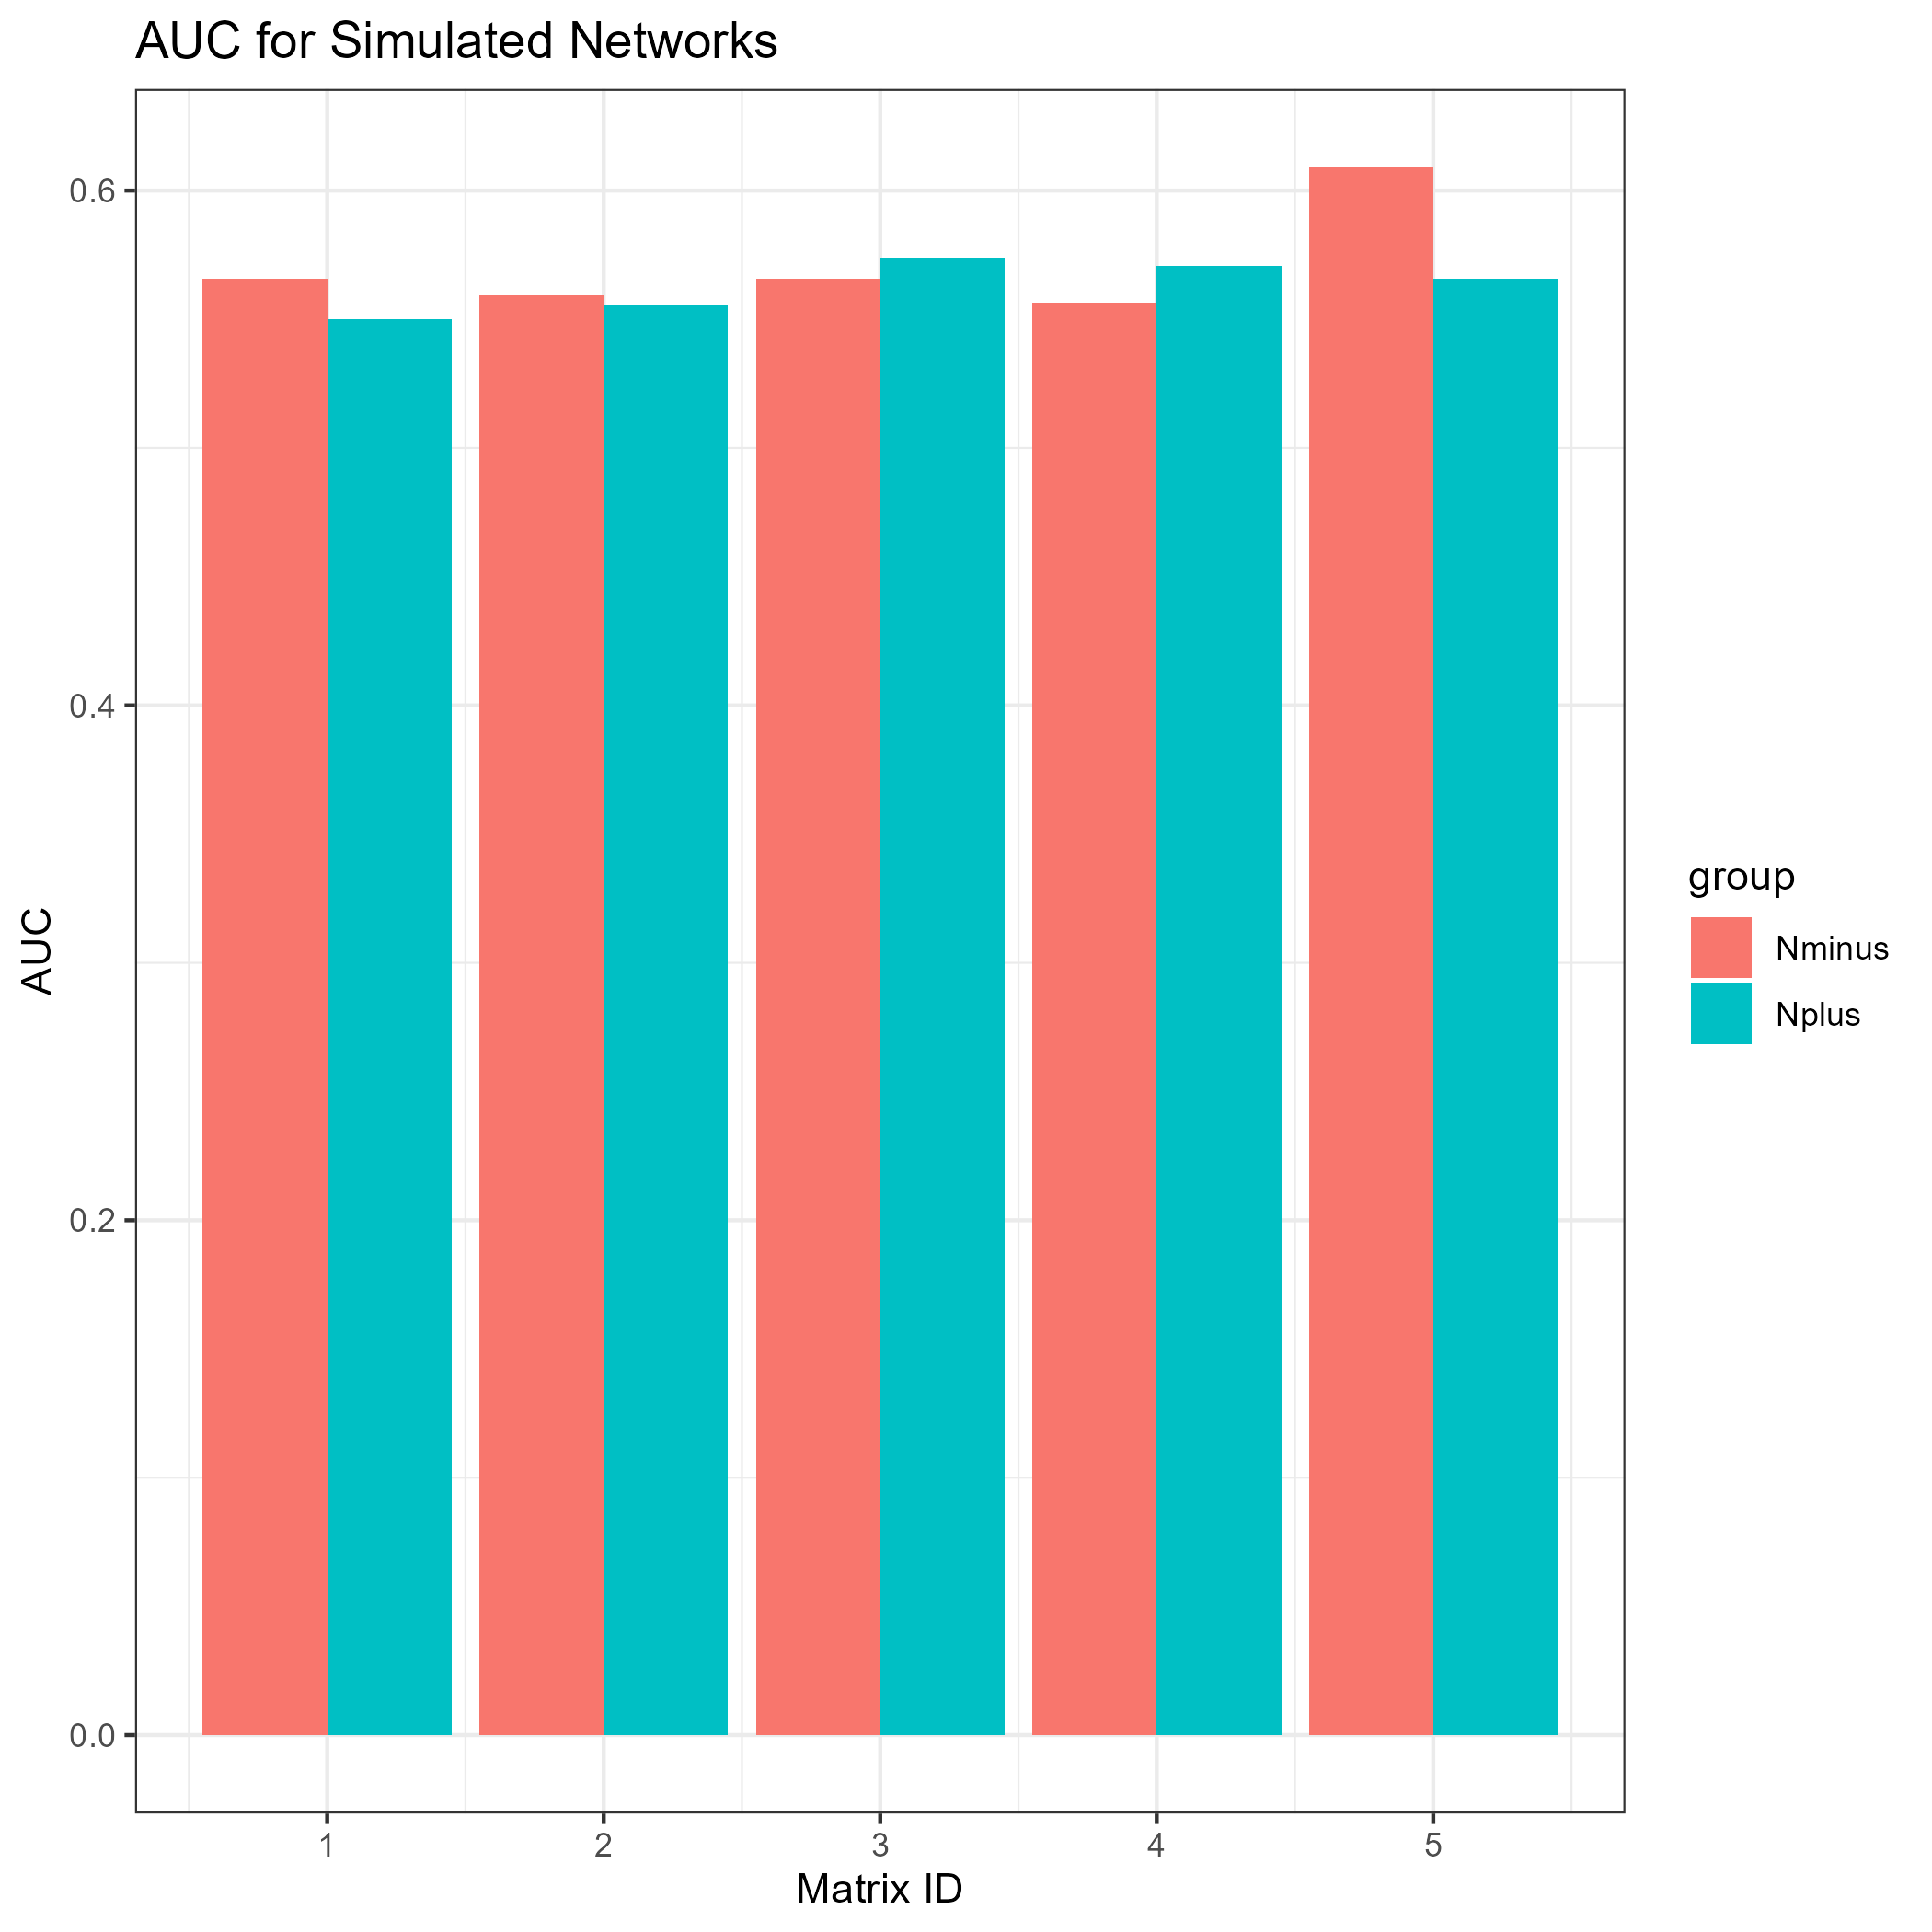 AUC for Simulated Networks
AUC
0.6
0.4
0.2
0.0
1 2 3 4 5
Matrix ID
group
Nminus
Nplus